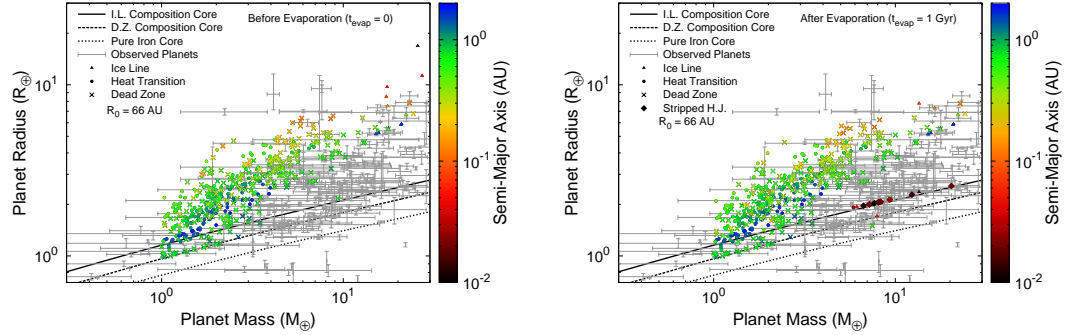 I.L. Composition Core
D.Z. Composition Core
Pure Iron Core
Observed Planets
Ice Line
Heat Transition
Dead Zone
R0 = 66 AU
Before Evaporation (tevap = 0)
Planet Radius (R⊕)
10^1
10^0
10^0 10^1
Planet Mass (M⊕)
10^0
10^-1
10^-2
Semi-Major Axis (AU)
I.L. Composition Core
D.Z. Composition Core
Pure Iron Core
Observed Planets
Ice Line
Heat Transition
Dead Zone
Stripped H.J.
R0 = 66 AU
After Evaporation (tevap = 1 Gyr)
Planet Radius (R⊕)
10^1
10^0
10^0 10^1
Planet Mass (M⊕)
10^0
10^-1
10^-2
Semi-Major Axis (AU)